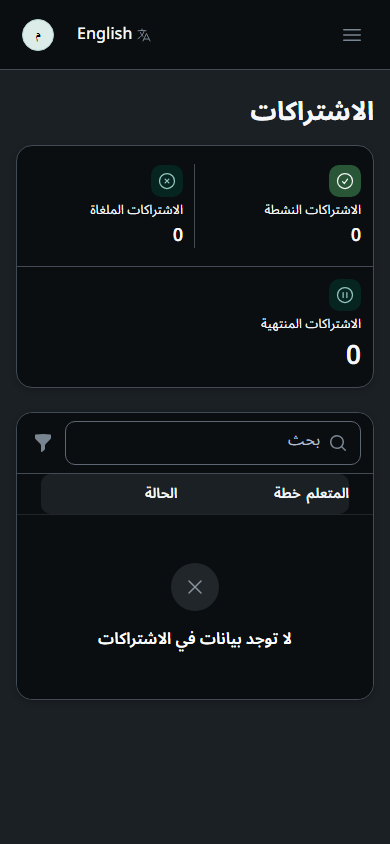 English
م
الاشتراكات
الاشتراكات النشطة
0
الاشتراكات الملغاة
0
الاشتراكات المنتهية
0
بحث
المتعلم خطة
الحالة
لا توجد بيانات في الاشتراكات